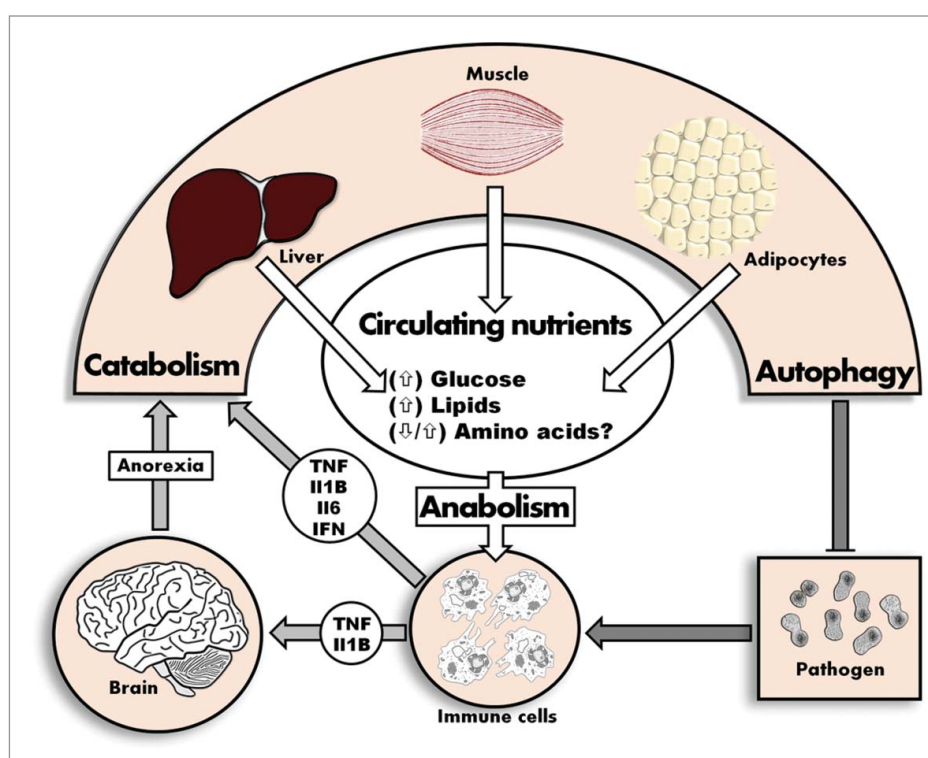 Muscle
Liver
Adipocytes
Circulating nutrients
Catabolism
Autophagy
(⇧) Glucose
(⇧) Lipids
(⇩/⇧) Amino acids?
Anorexia
TNF
Il1B
Il6
IFN
Anabolism
TNF
Il1B
Brain
Immune cells
Pathogen